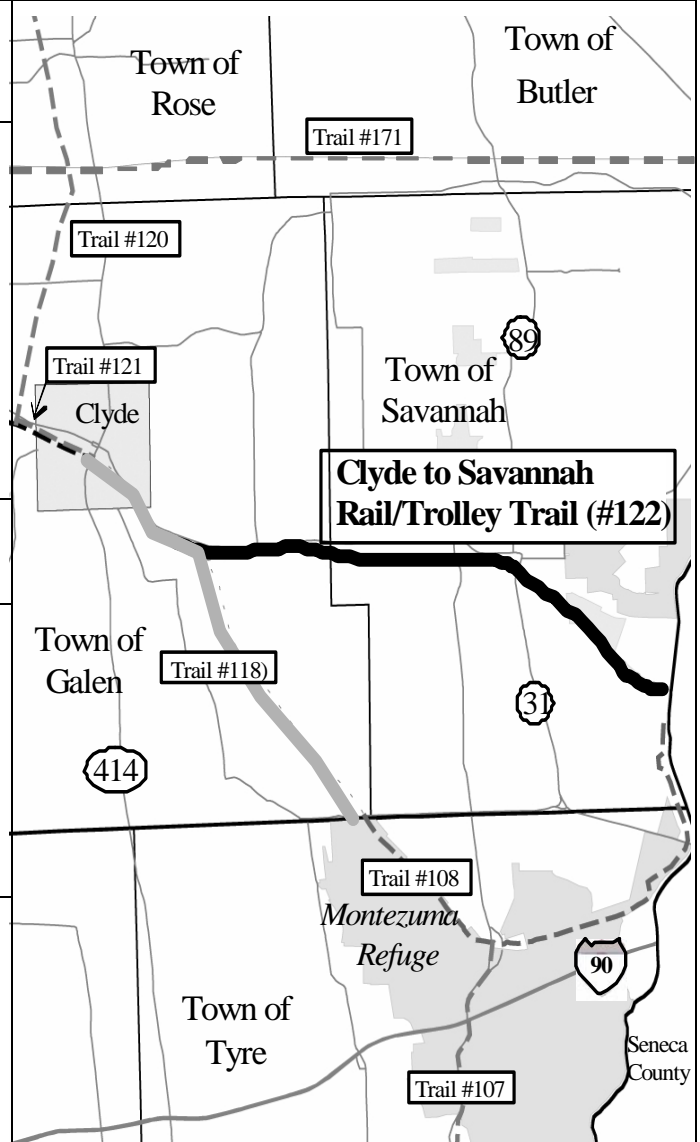 Town of
Rose
Town of
Butler
Trail #171
Trail #120
89
Trail #121
Clyde
Town of
Savannah
Clyde to Savannah
Rail/Trolley Trail (#122)
Town of
Galen
Trail #118)
31
414
Trail #108
Montezuma
Refuge
90
Town of
Tyre
Seneca
County
Trail #107